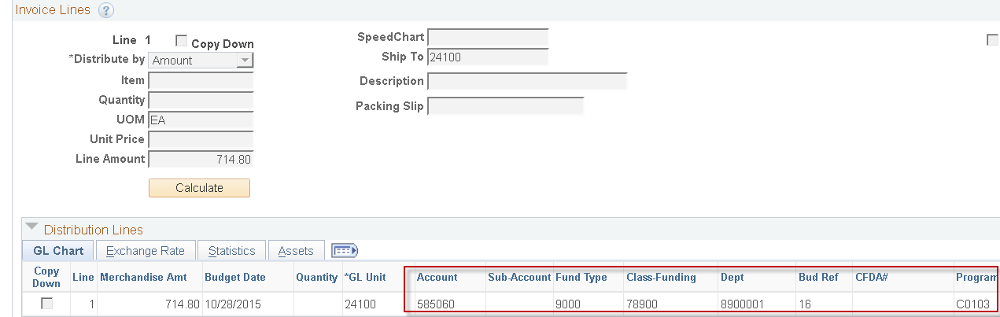 Invoice Lines ?
Line 1 Copy Down
*Distribute by Amount
Item
Quantity
UOM EA
Unit Price
Line Amount 714.80
Calculate
SpeedChart
Ship To 24100
Description
Packing Slip
Distribution Lines
GL Chart Exchange Rate Statistics Assets
Copy Down Line Merchandise Amt Budget Date Quantity *GL Unit Account Sub-Account Fund Type Class-Funding Dept Bud Ref CFDA# Program
1 714.80 10/28/2015 24100 585060 9000 78900 8900001 16 C0103